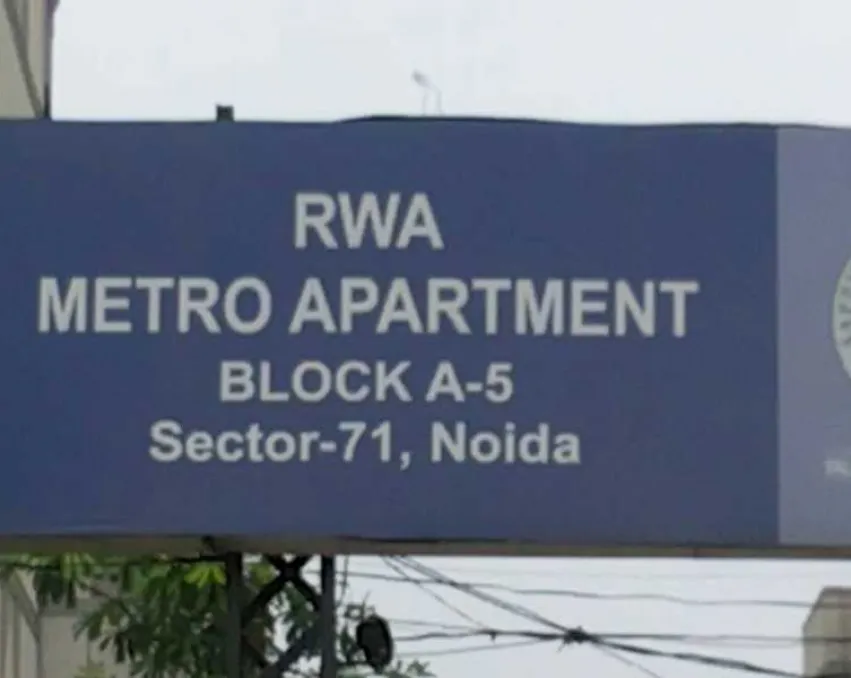 RWA
METRO APARTMENT
BLOCK A-5
Sector-71, Noida